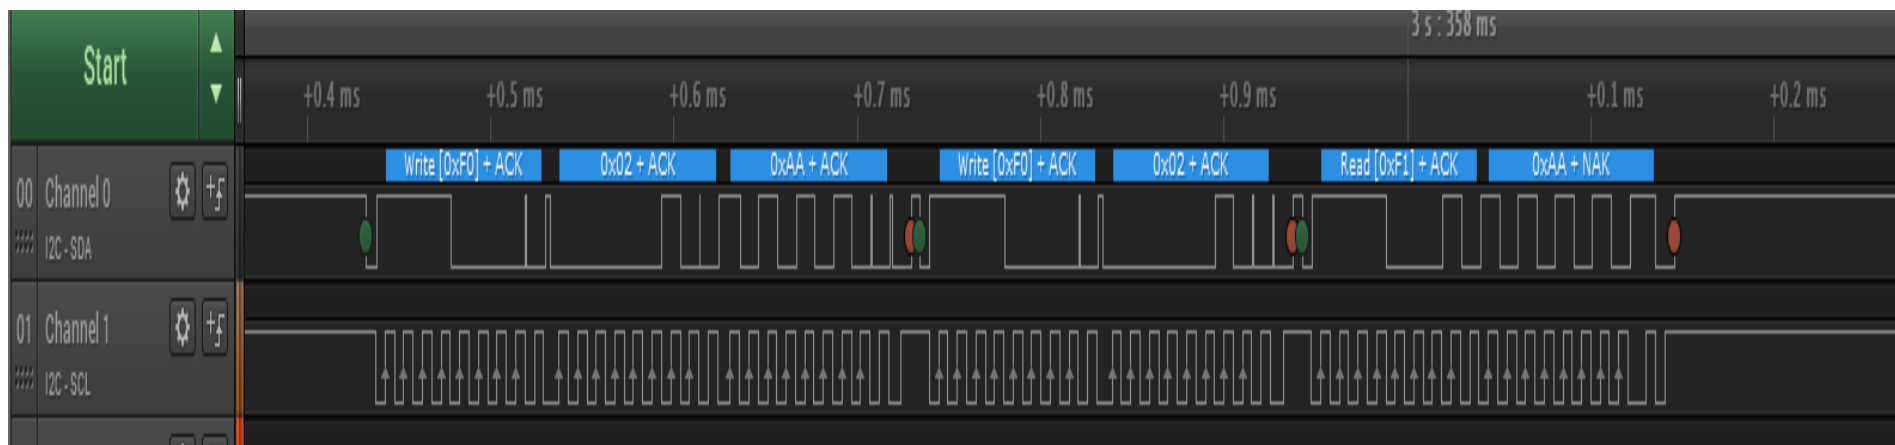 3 s : 358 ms
Start
+0.4 ms +0.5 ms +0.6 ms +0.7 ms +0.8 ms +0.9 ms +0.1 ms +0.2 ms
Write [0xF0] + ACK 0x02 + ACK 0xAA + ACK Write [0xF0] + ACK 0x02 + ACK Read [0xF1] + ACK 0xAA + NAK
00 Channel 0
I2C - SDA
01 Channel 1
I2C - SCL